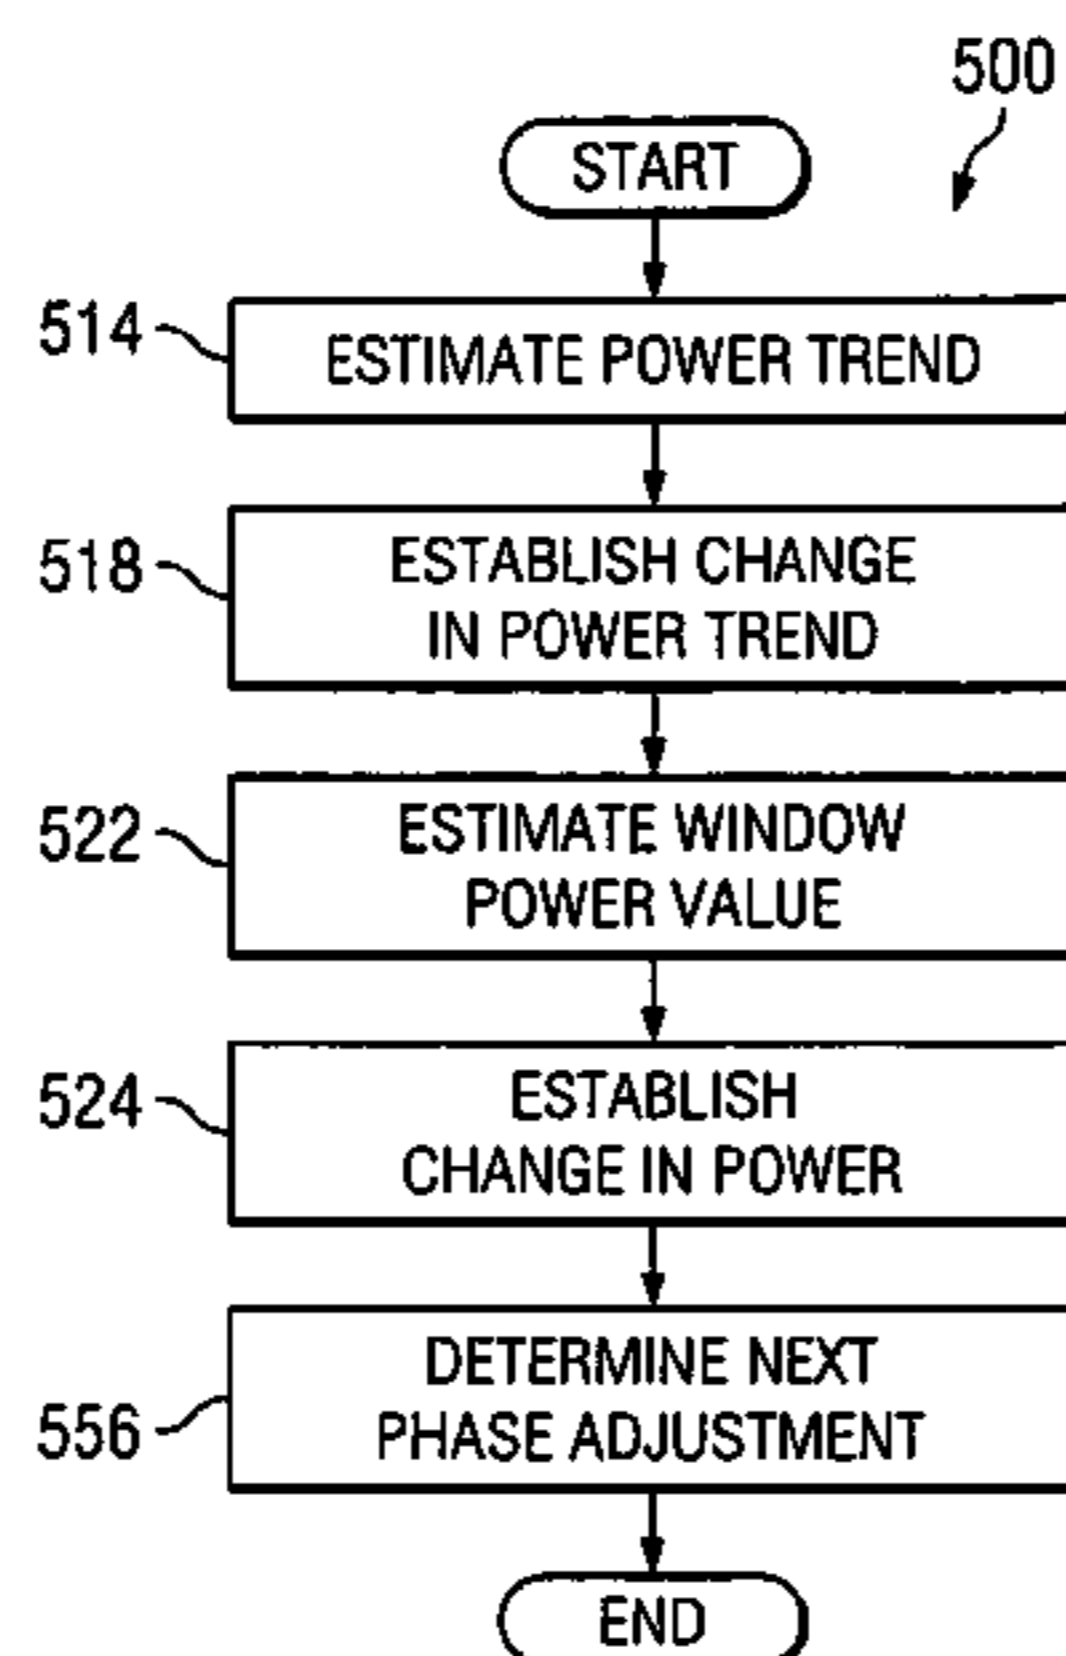 500
START
514
ESTIMATE POWER TREND
518
ESTABLISH CHANGE
IN POWER TREND
522
ESTIMATE WINDOW
POWER VALUE
524
ESTABLISH
CHANGE IN POWER
556
DETERMINE NEXT
PHASE ADJUSTMENT
END